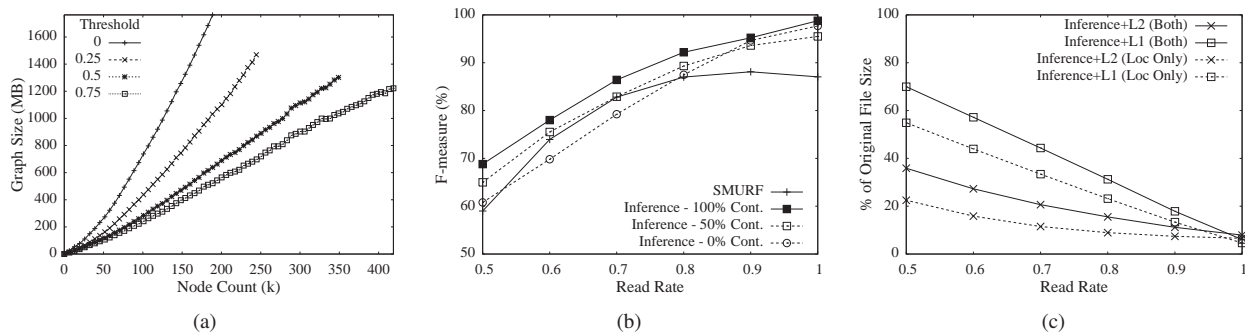 Threshold
0
0.25
0.5
0.75
1600
1400
1200
1000
800
600
400
200
0
Graph Size (MB)
0 50 100 150 200 250 300 350 400
Node Count (k)
(a)
100
90
80
70
60
50
F-measure (%)
SMURF
Inference - 100% Cont.
Inference - 50% Cont.
Inference - 0% Cont.
0.5 0.6 0.7 0.8 0.9 1
Read Rate
(b)
100
80
60
40
20
0
% of Original File Size
Inference+L2 (Both)
Inference+L1 (Both)
Inference+L2 (Loc Only)
Inference+L1 (Loc Only)
0.5 0.6 0.7 0.8 0.9 1
Read Rate
(c)